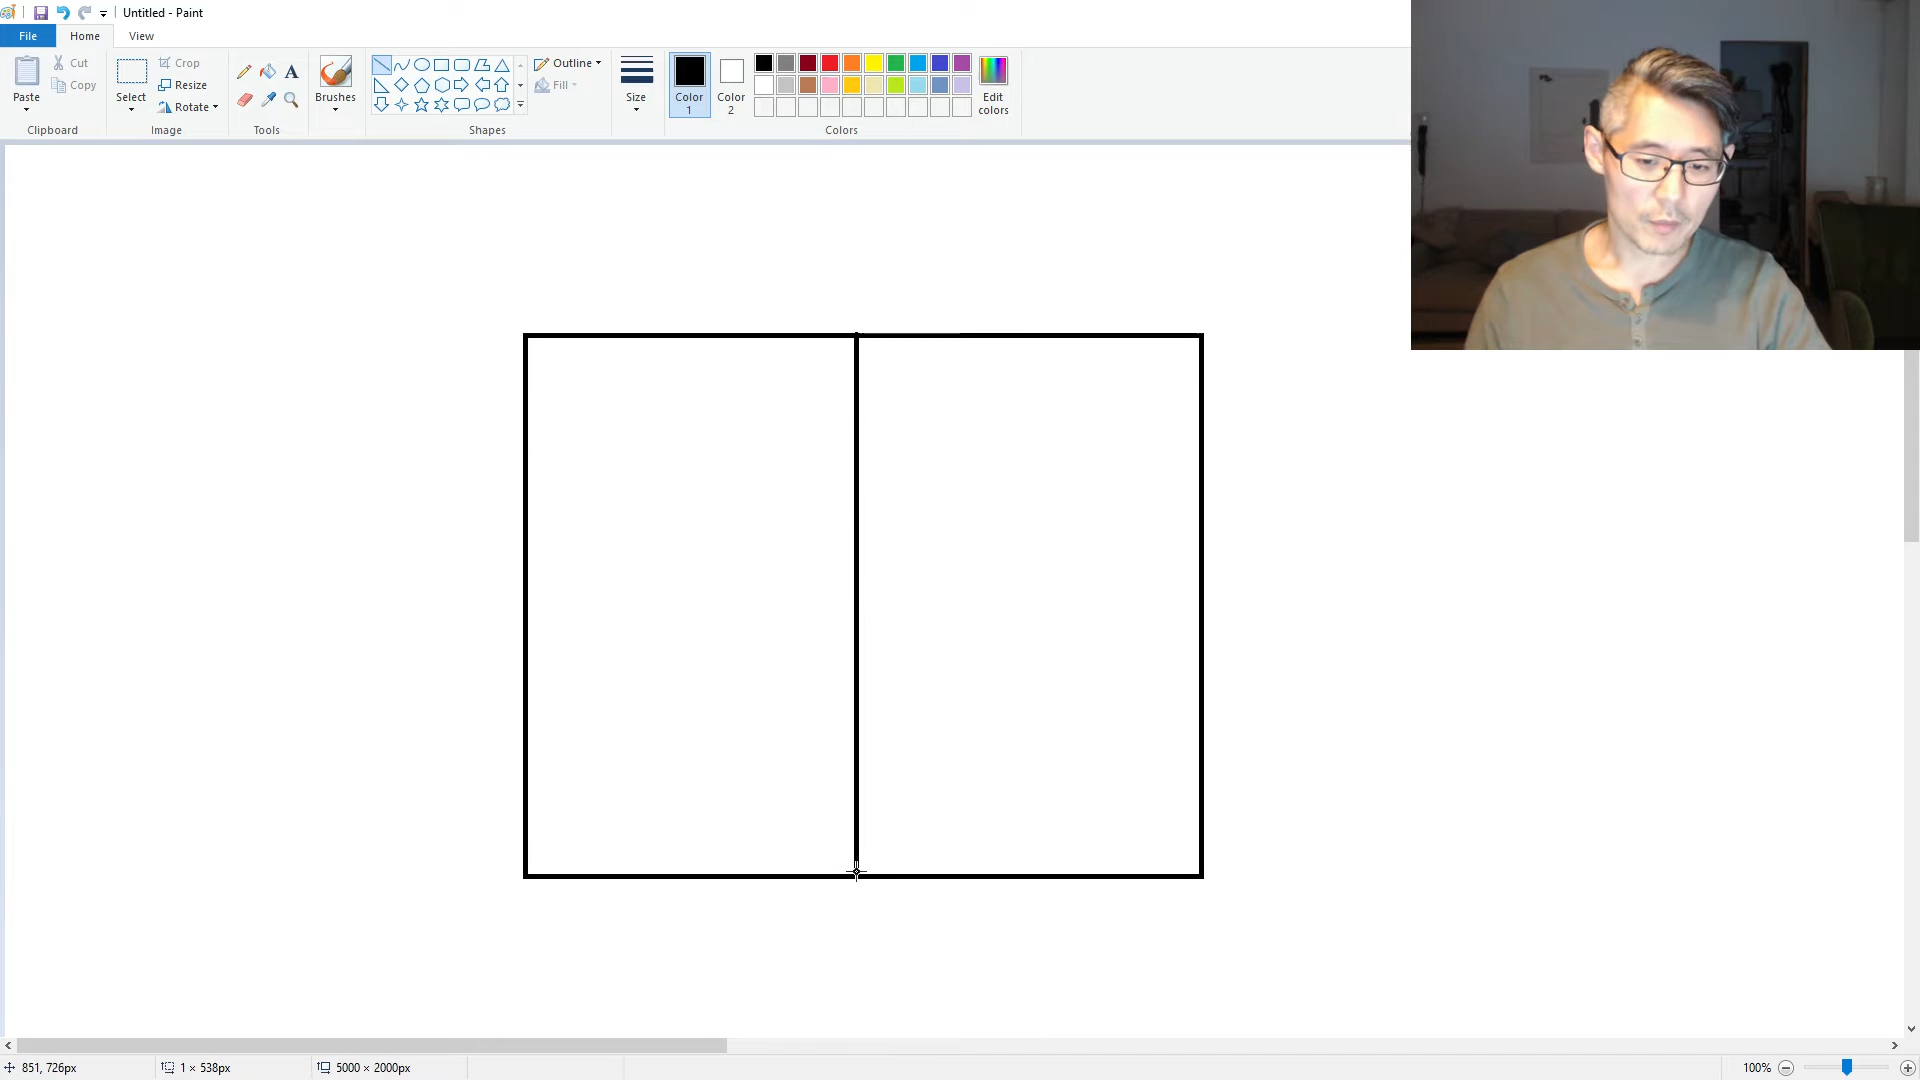 Untitled - Paint
File Home View
Paste Cut Copy
Select Crop Resize Rotate
A
Brushes
Outline
Fill
Size
Color 1
Color 2
Edit colors
Clipboard Image Tools Shapes Colors
851, 726px 1 × 538px 5000 × 2000px 100%